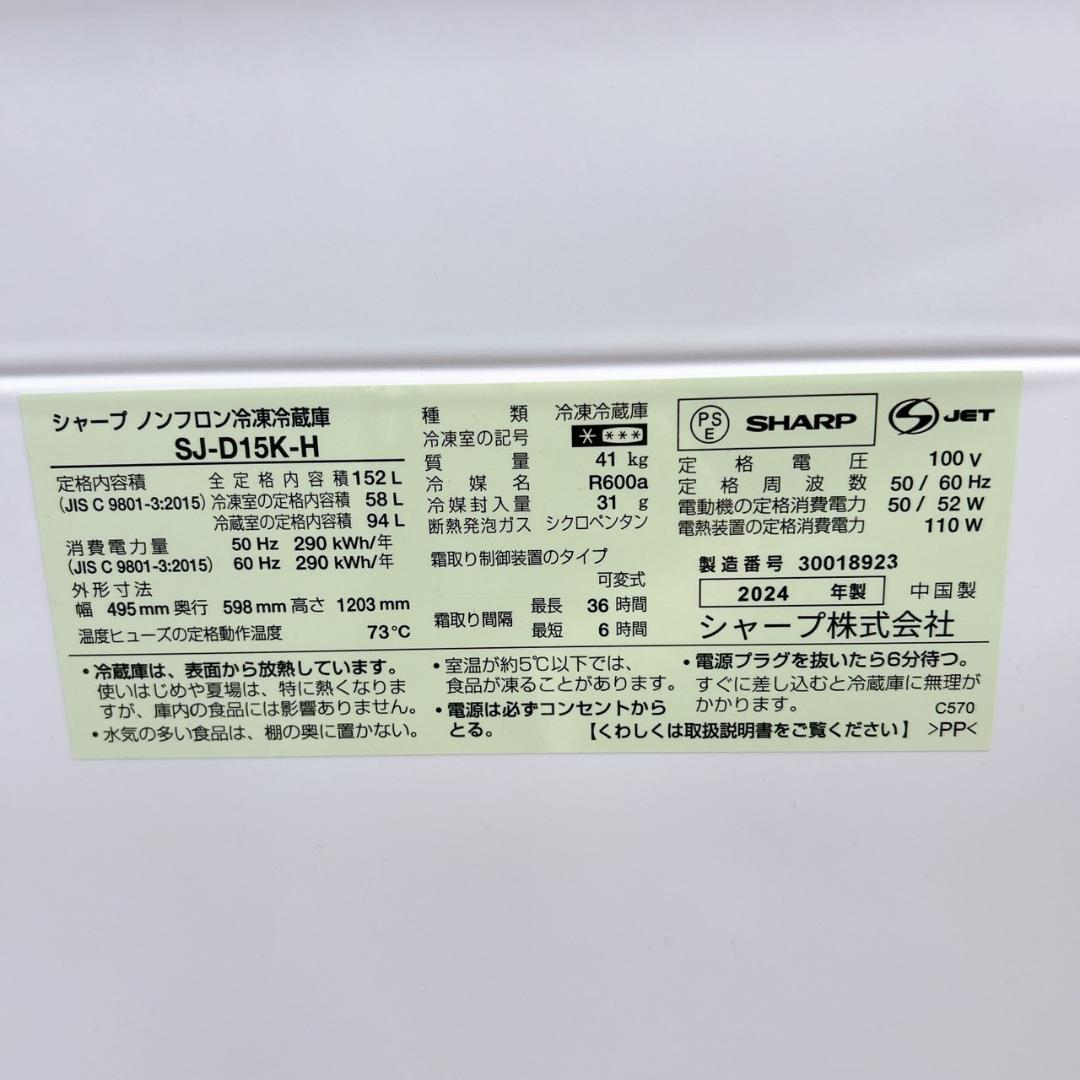 シャープ ノンフロン冷凍冷蔵庫
SJ-D15K-H
定格内容積 全定格内容積 152 L
(JIS C 9801-3:2015) 冷凍室の定格内容積 58 L
冷蔵室の定格内容積 94 L
消費電力量 50 Hz 290 kWh/年
(JIS C 9801-3:2015) 60 Hz 290 kWh/年
外形寸法
幅 495 mm 奥行 598 mm 高さ 1203 mm
温度ヒューズの定格動作温度 73℃
種類 冷凍冷蔵庫
冷凍室の記号 * ***
質量 41 kg
冷媒名 R600a
冷媒封入量 31 g
断熱発泡ガス シクロペンタン
霜取り制御装置のタイプ
可変式
霜取り間隔 最長 36 時間
最短 6 時間
PSE SHARP S JET
定格電圧 100 V
定格周波数 50 / 60 Hz
電動機の定格消費電力 50 / 52 W
電熱装置の定格消費電力 110 W
製造番号 30018923
2024 年製 中国製
シャープ株式会社
・冷蔵庫は、表面から放熱しています。
使いはじめや夏場は、特に熱くなりま
すが、庫内の食品には影響ありません。
・水気の多い食品は、棚の奥に置かない。
・室温が約5℃以下では、
食品が凍ることがあります。
・電源は必ずコンセントから
とる。
・電源プラグを抜いたら6分待つ。
すぐに差し込むと冷蔵庫に無理が
かかります。 C570
【くわしくは取扱説明書をご覧ください】 >PP<